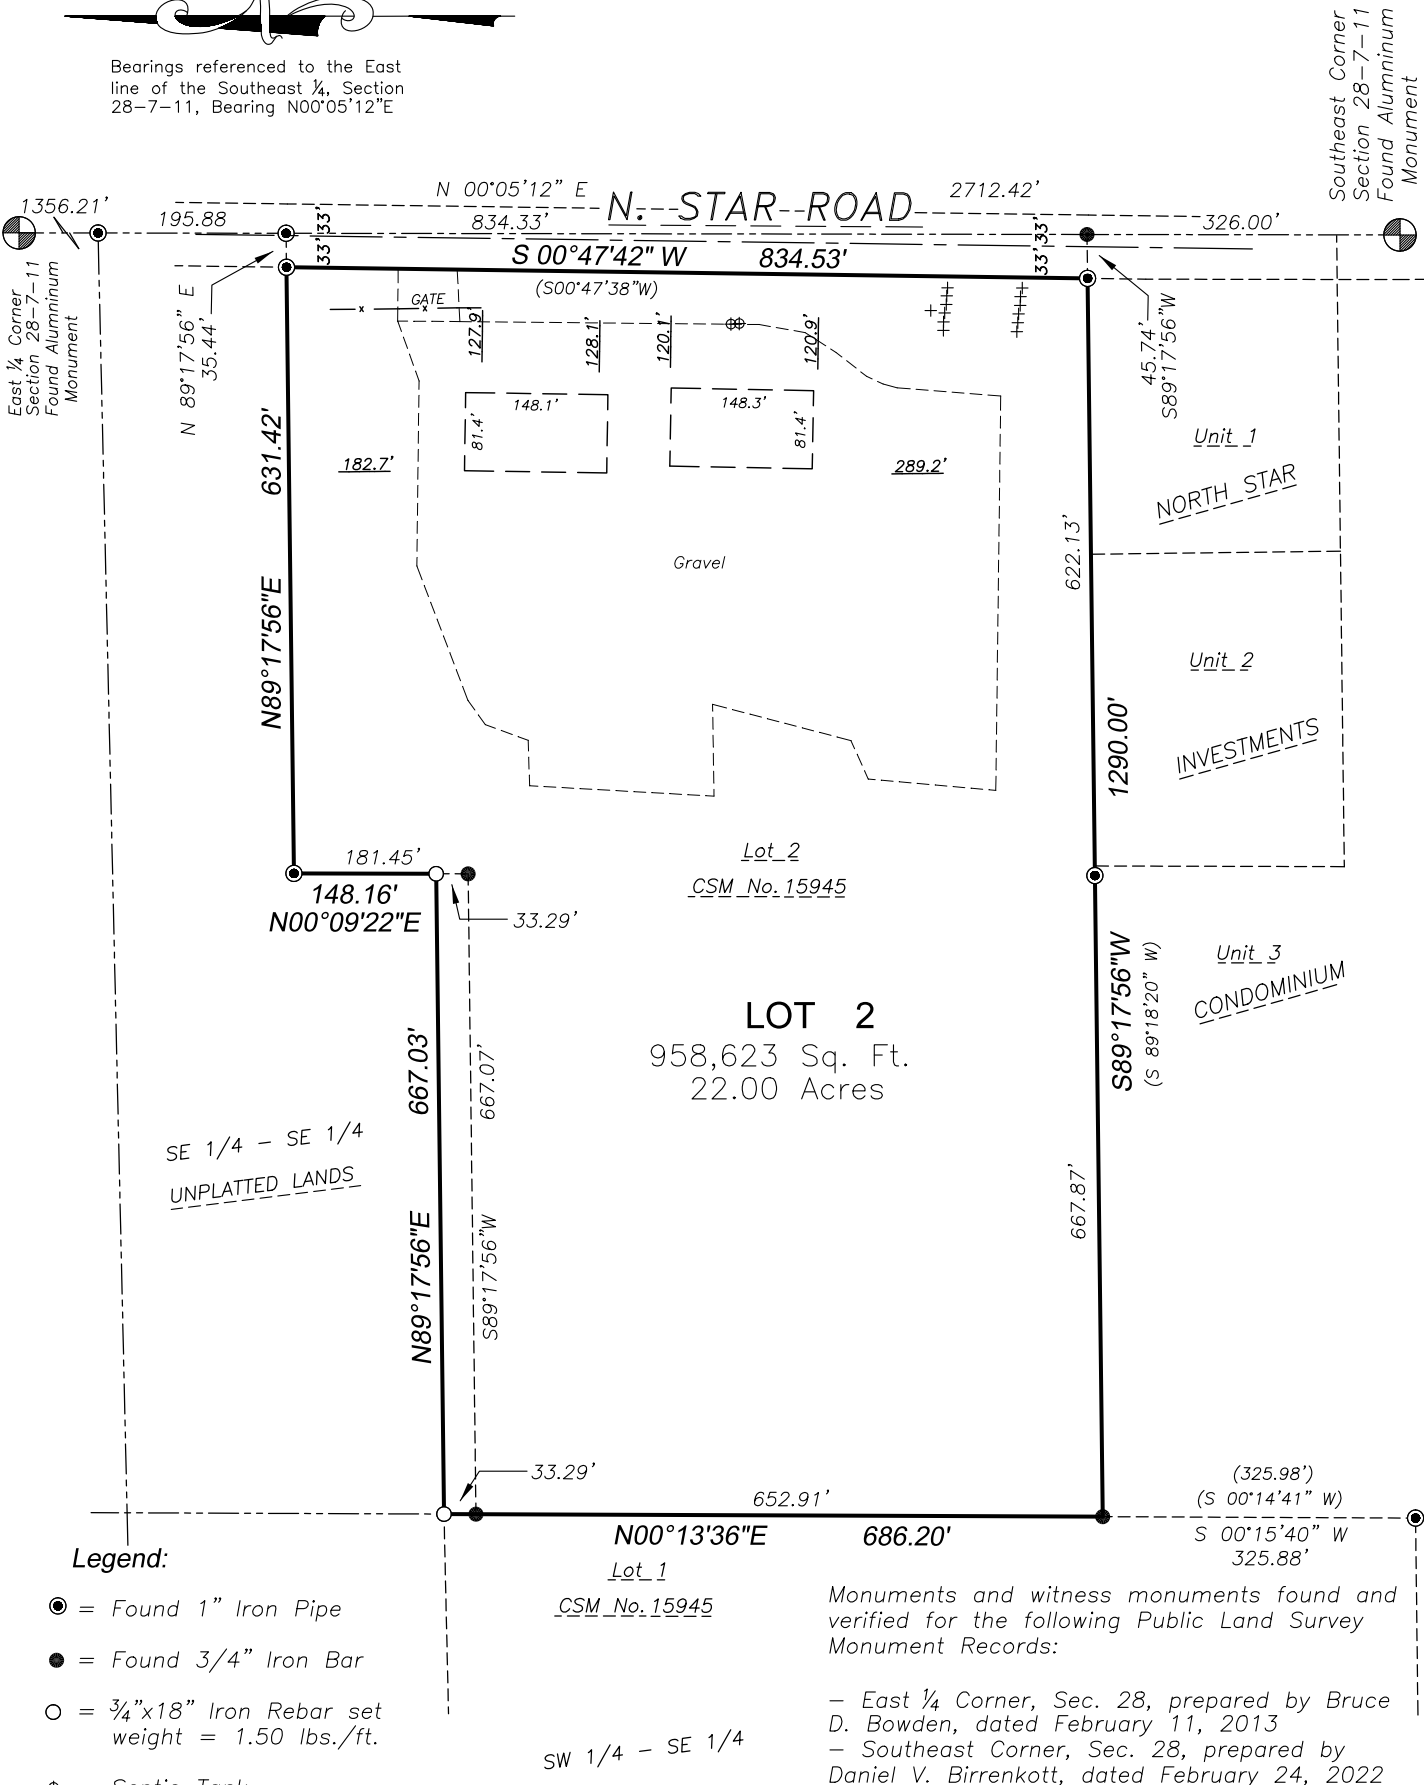 Bearings referenced to the East
line of the Southeast ¼, Section
28-7-11, Bearing N00°05'12"E
Southeast Corner
Section 28-7-11
Found Alumninum
Monument
N 00°05'12" E
N. STAR ROAD
2712.42'
1356.21'
195.88
33' 33'
834.33'
33' 33'
326.00'
S 00°47'42" W
834.53'
(S00°47'38"W)
East ¼ Corner
Section 28-7-11
Found Alumninum
Monument
N 89°17'56" E
35.44'
GATE
127.9'
128.1'
120.1'
120.9'
45.74'
S89°17'56"W
148.1'
81.4'
148.3'
81.4'
182.7'
289.2'
631.42'
N89°17'56"E
Gravel
622.13'
1290.00'
Unit 1
NORTH STAR
Unit 2
INVESTMENTS
181.45'
148.16'
N00°09'22"E
33.29'
Lot 2
CSM No. 15945
S89°17'56"W
(S 89°18'20" W)
Unit 3
CONDOMINIUM
LOT 2
958,623 Sq. Ft.
22.00 Acres
667.03'
667.07'
N89°17'56"E
S89°17'56"W
667.87'
SE 1/4 - SE 1/4
UNPLATTED LANDS
33.29'
652.91'
N00°13'36"E
686.20'
(325.98')
(S 00°14'41" W)
S 00°15'40" W
325.88'
Lot 1
CSM No. 15945
Legend:
= Found 1" Iron Pipe
= Found 3/4" Iron Bar
= ¾"x18" Iron Rebar set
weight = 1.50 lbs./ft.
SW 1/4 - SE 1/4
Monuments and witness monuments found and
verified for the following Public Land Survey
Monument Records:
- East ¼ Corner, Sec. 28, prepared by Bruce
D. Bowden, dated February 11, 2013
- Southeast Corner, Sec. 28, prepared by
Daniel V. Birrenkott, dated February 24, 2022